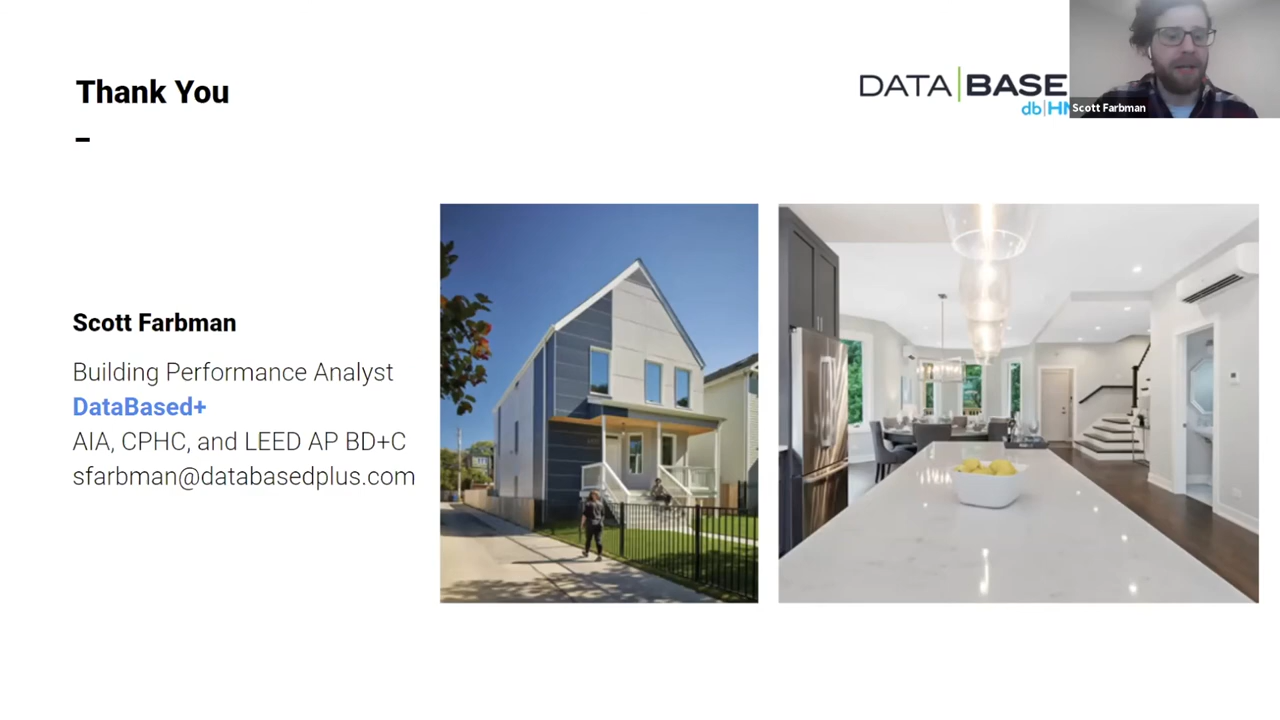 Thank You
DATA|BASE
db|HN
Scott Farbman
Scott Farbman
Building Performance Analyst
DataBased+
AIA, CPHC, and LEED AP BD+C
sfarbman@databasedplus.com